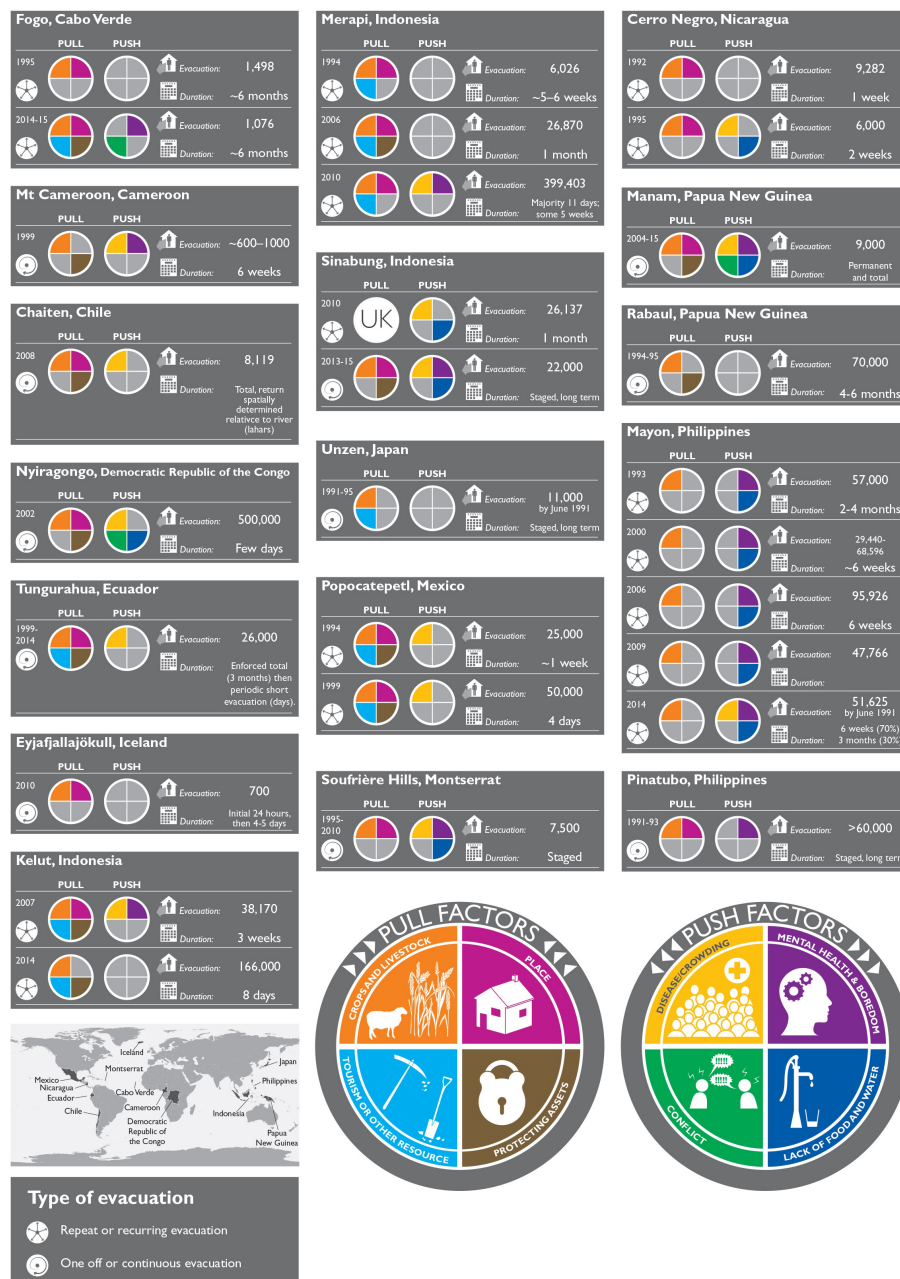 Fogo, Cabo Verde
PULL PUSH
1995
Evacuation: 1,498
Duration: ~6 months
2014-15
Evacuation: 1,076
Duration: ~6 months
Mt Cameroon, Cameroon
PULL PUSH
1999
Evacuation: ~600–1000
Duration: 6 weeks
Chaiten, Chile
PULL PUSH
2008
Evacuation: 8,119
Duration: Total, return
spatially
determined
relativce to river
(lahars)
Nyiragongo, Democratic Republic of the Congo
PULL PUSH
2002
Evacuation: 500,000
Duration: Few days
Tungurahua, Ecuador
PULL PUSH
1999-
2014
Evacuation: 26,000
Duration: Enforced total
(3 months) then
periodic short
evacuation (days).
Eyjafjallajökull, Iceland
PULL PUSH
2010
Evacuation: 700
Duration: Initial 24 hours,
then 4-5 days
Kelut, Indonesia
PULL PUSH
2007
Evacuation: 38,170
Duration: 3 weeks
2014
Evacuation: 166,000
Duration: 8 days
Merapi, Indonesia
PULL PUSH
1994
Evacuation: 6,026
Duration: ~5–6 weeks
2006
Evacuation: 26,870
Duration: 1 month
2010
Evacuation: 399,403
Duration: Majority 11 days;
some 5 weeks
Sinabung, Indonesia
PULL PUSH
2010
UK
Evacuation: 26,137
Duration: 1 month
2013-15
Evacuation: 22,000
Duration: Staged, long term
Unzen, Japan
PULL PUSH
1991-95
Evacuation: 11,000
by June 1991
Duration: Staged, long term
Popocatepetl, Mexico
PULL PUSH
1994
Evacuation: 25,000
Duration: ~1 week
1999
Evacuation: 50,000
Duration: 4 days
Soufrière Hills, Montserrat
PULL PUSH
1995-
2010
Evacuation: 7,500
Duration: Staged
Cerro Negro, Nicaragua
PULL PUSH
1992
Evacuation: 9,282
Duration: 1 week
1995
Evacuation: 6,000
Duration: 2 weeks
Manam, Papua New Guinea
PULL PUSH
2004-15
Evacuation: 9,000
Duration: Permanent
and total
Rabaul, Papua New Guinea
PULL PUSH
1994-95
Evacuation: 70,000
Duration: 4-6 months
Mayon, Philippines
PULL PUSH
1993
Evacuation: 57,000
Duration: 2-4 months
2000
Evacuation: 29,440-
68,596
Duration: ~6 weeks
2006
Evacuation: 95,926
Duration: 6 weeks
2009
Evacuation: 47,766
Duration:
2014
Evacuation: 51,625
by June 1991
Duration: 6 weeks (70%)
3 months (30%
Pinatubo, Philippines
PULL PUSH
1991-93
Evacuation: >60,000
Duration: Staged, long term
Iceland
Montserrat
Mexico
Nicaragua
Ecuador
Chile
Cabo Verde
Cameroon
Democratic
Republic of
the Congo
Indonesia
Japan
Philippines
Papua
New Guinea
PULL FACTORS
CROPS AND LIVESTOCK
PLACE
TOURISM OR OTHER RESOURCE
PROTECTING ASSETS
PUSH FACTORS
DISEASE/CROWDING
MENTAL HEALTH & BOREDOM
CONFLICT
!!!!!
!!!!!
LACK OF FOOD AND WATER
Type of evacuation
Repeat or recurring evacuation
One off or continuous evacuation